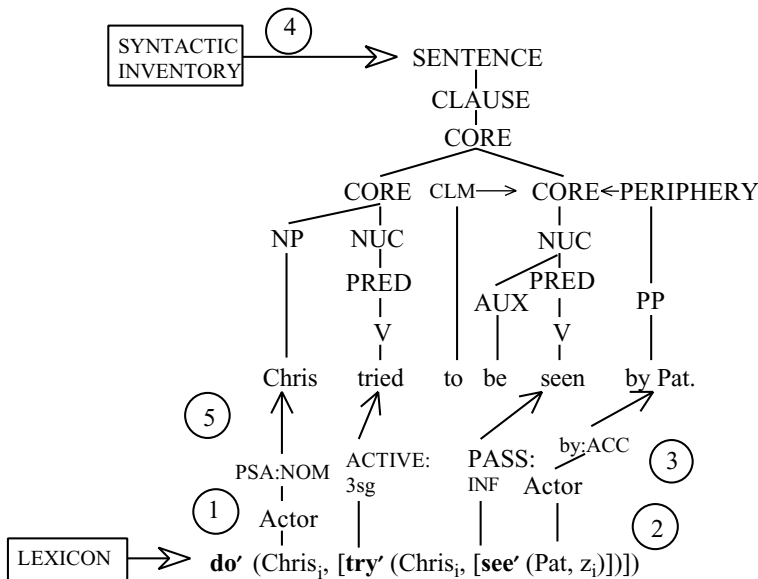 4
SYNTACTIC
INVENTORY
SENTENCE
CLAUSE
CORE
CORE CLM CORE PERIPHERY
NP NUC NUC
PRED PRED
AUX PP
V V
Chris tried to be seen by Pat.
5
by:ACC
ACTIVE: PASS: 3
PSA:NOM 3sg INF Actor
1
Actor 2
LEXICON
do′ (Chrisᵢ, [try′ (Chrisᵢ, [see′ (Pat, zᵢ)])])